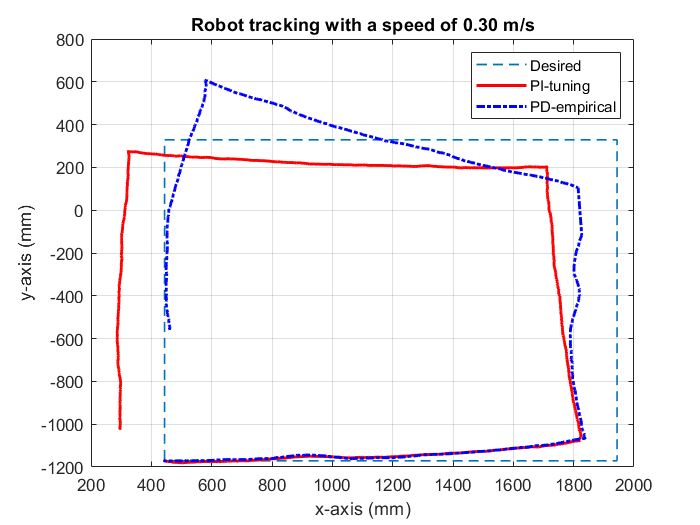 Robot tracking with a speed of 0.30 m/s
Desired
PI-tuning
PD-empirical
y-axis (mm)
800
600
400
200
0
-200
-400
-600
-800
-1000
-1200
200 400 600 800 1000 1200 1400 1600 1800 2000
x-axis (mm)